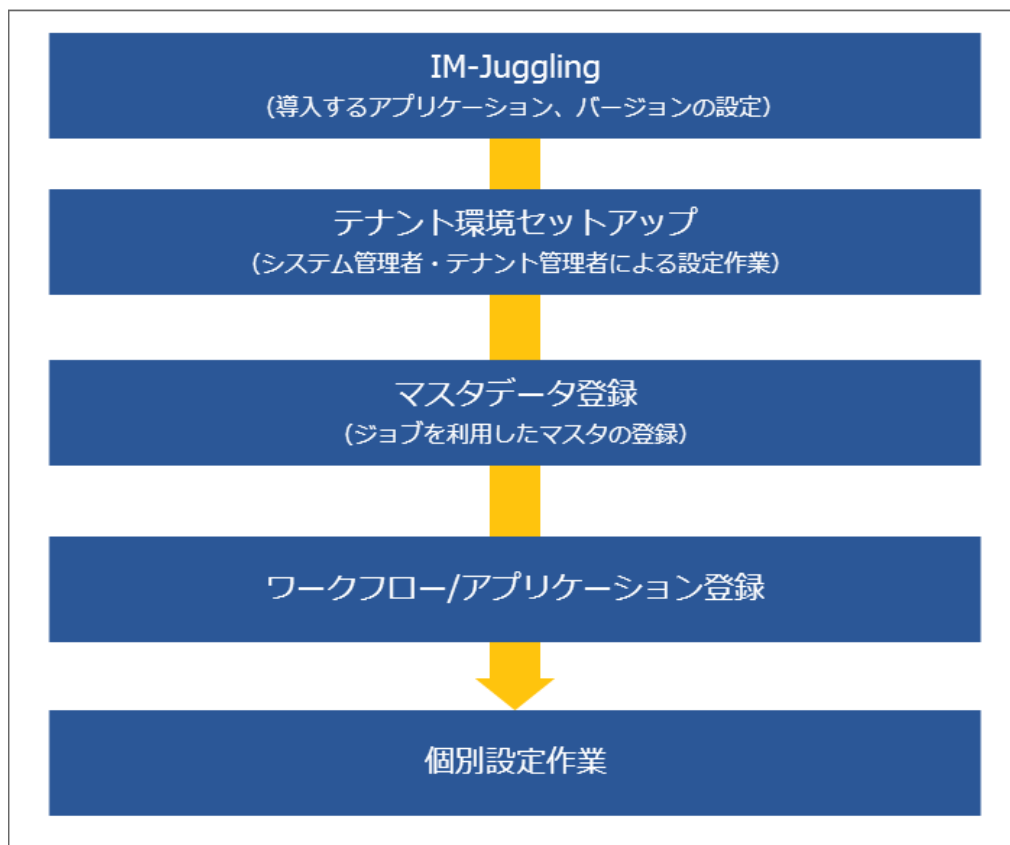 IM-Juggling
（導入するアプリケーション、バージョンの設定）
テナント環境セットアップ
（システム管理者・テナント管理者による設定作業）
マスタデータ登録
（ジョブを利用したマスタの登録）
ワークフロー/アプリケーション登録
個別設定作業